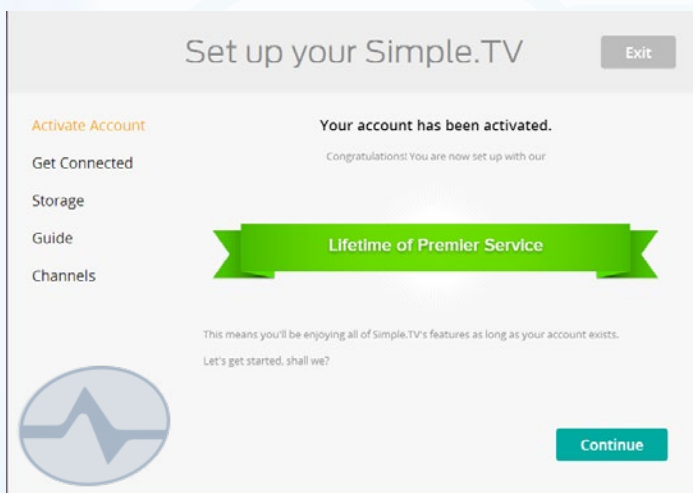 Set up your Simple.TV
Exit
Activate Account
Get Connected
Storage
Guide
Channels
Your account has been activated.
Congratulations! You are now set up with our
Lifetime of Premier Service
This means you'll be enjoying all of Simple.TV's features as long as your account exists.
Let's get started, shall we?
Continue